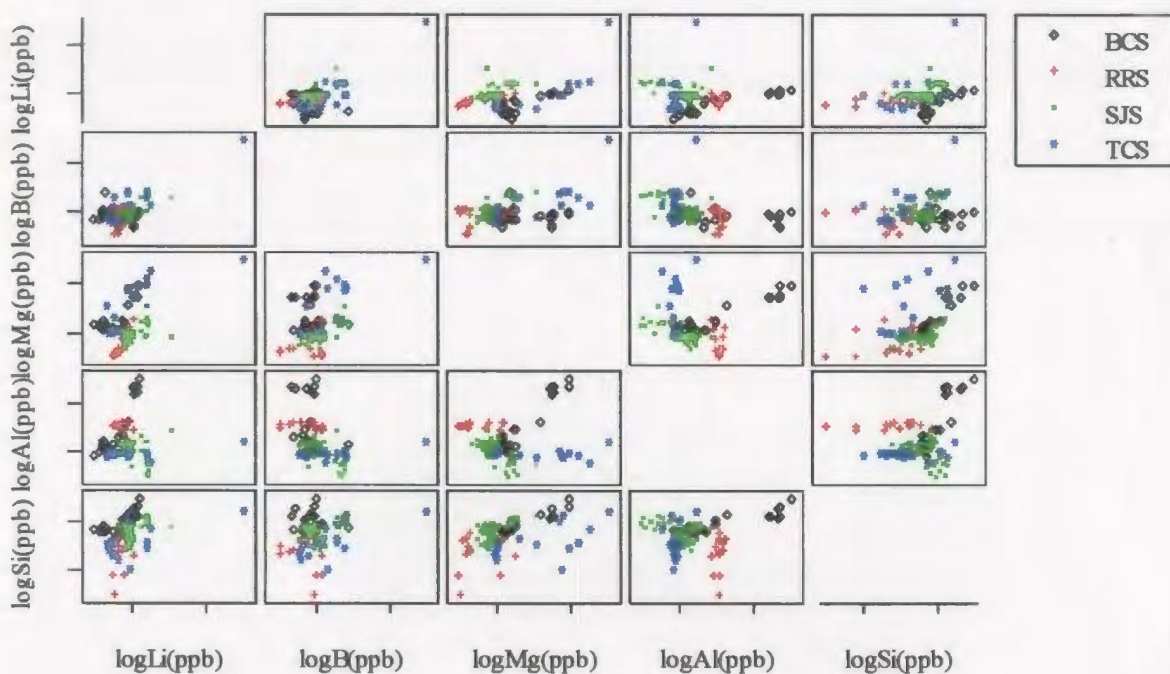 BCS
RRS
SJS
TCS
logLi(ppb)
logB(ppb)
logMg(ppb)
logAl(ppb)
logSi(ppb)
logLi(ppb)
logB(ppb)
logMg(ppb)
logAl(ppb)
logSi(ppb)